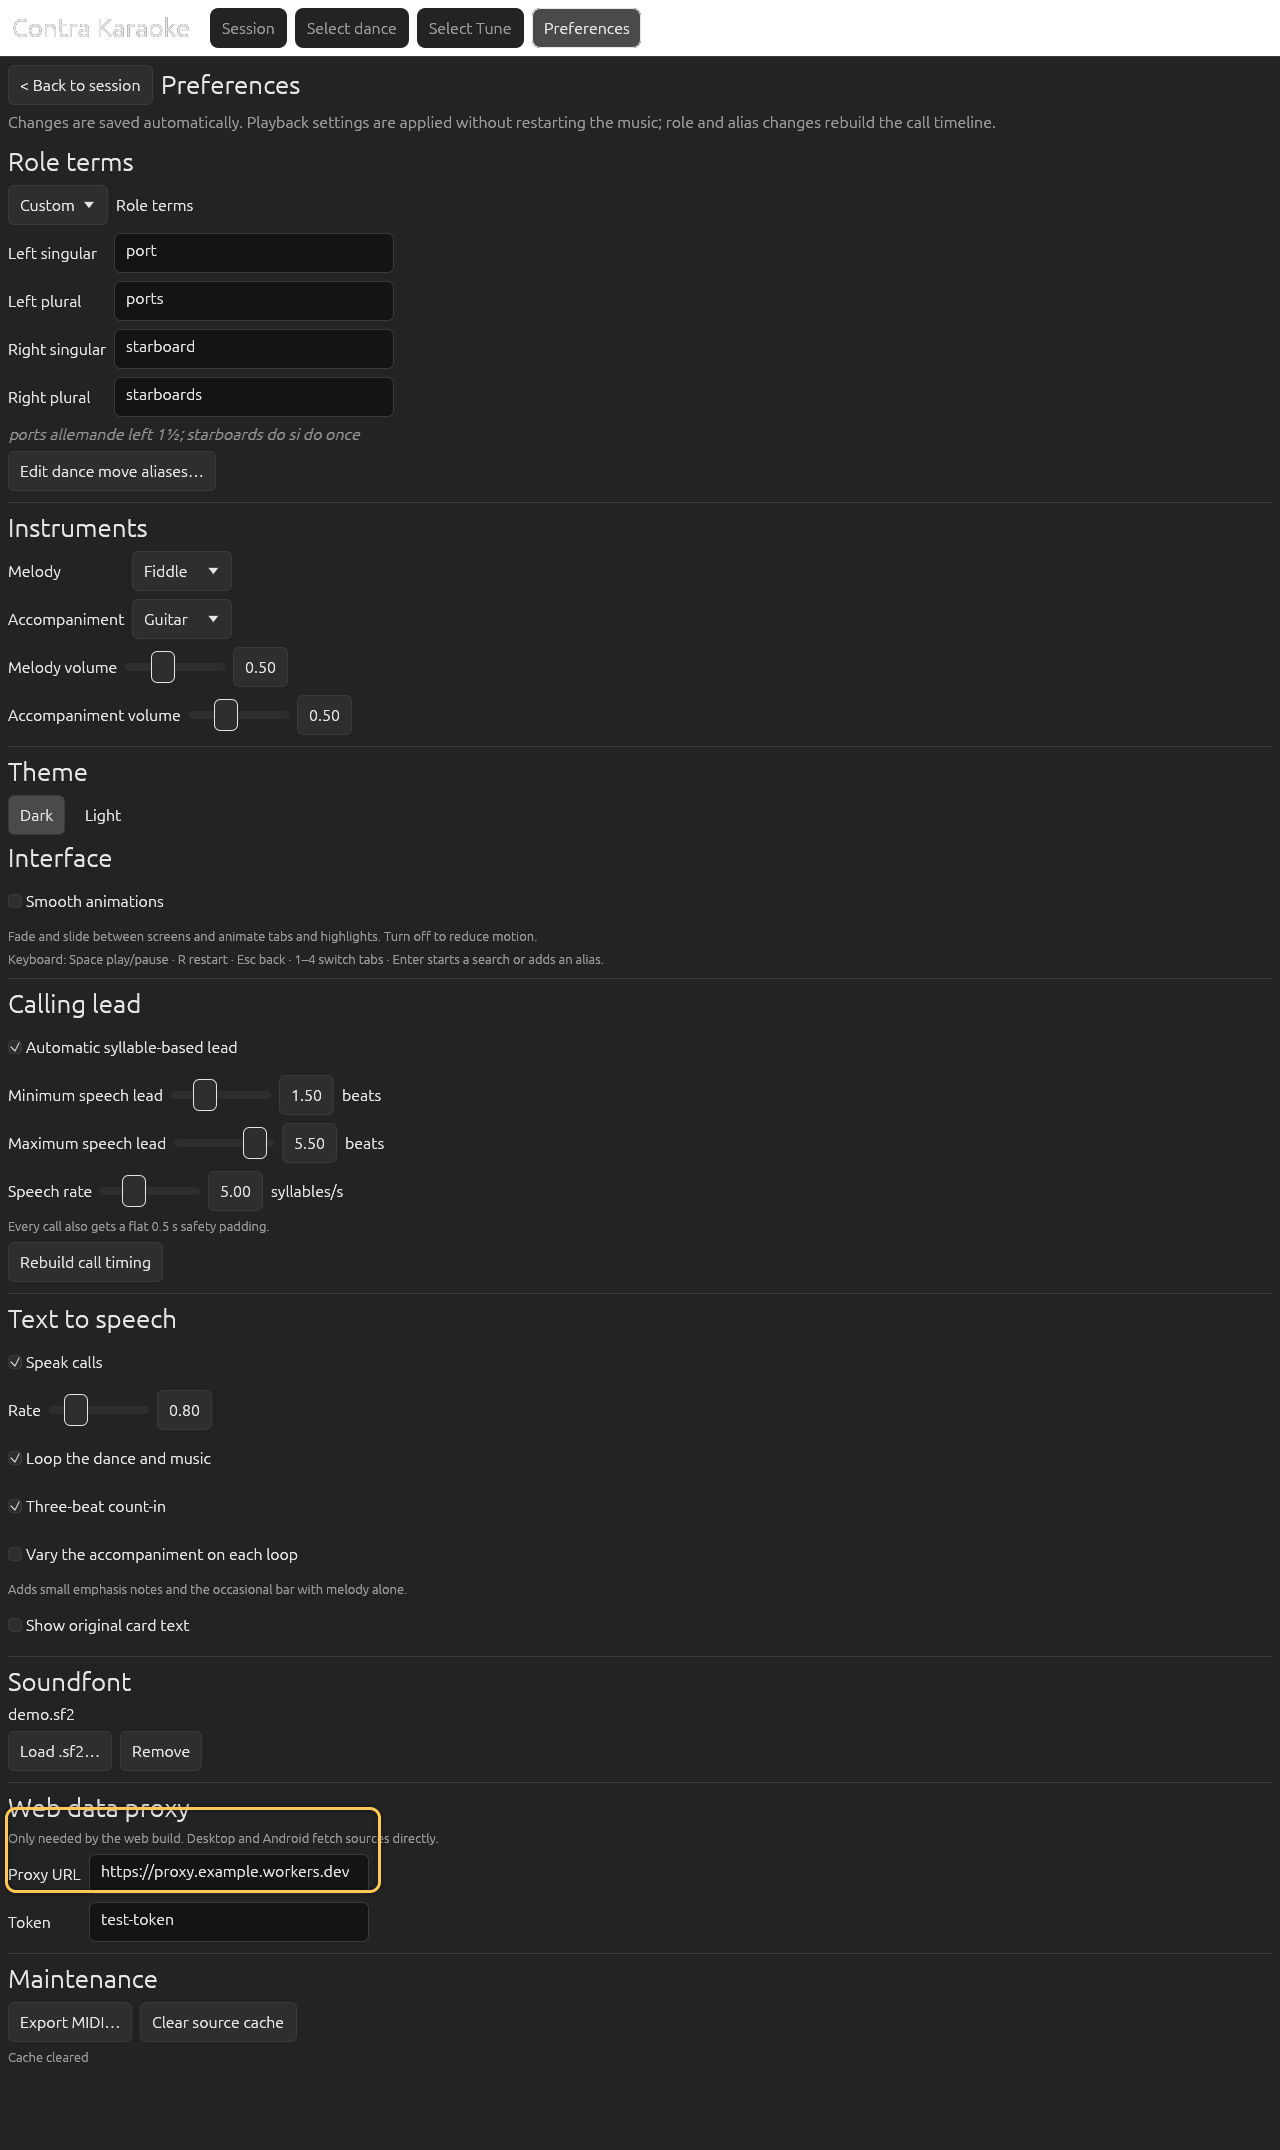 Contra Karaoke Session Select dance Select Tune Preferences
< Back to session Preferences
Changes are saved automatically. Playback settings are applied without restarting the music; role and alias changes rebuild the call timeline.
Role terms
Custom Role terms
Left singular port
Left plural ports
Right singular starboard
Right plural starboards
ports allemande left 1½; starboards do si do once
Edit dance move aliases...
Instruments
Melody Fiddle
Accompaniment Guitar
Melody volume 0.50
Accompaniment volume 0.50
Theme
Dark Light
Interface
Smooth animations
Fade and slide between screens and animate tabs and highlights. Turn off to reduce motion.
Keyboard: Space play/pause · R restart · Esc back · 1–4 switch tabs · Enter starts a search or adds an alias.
Calling lead
Automatic syllable-based lead
Minimum speech lead 1.50 beats
Maximum speech lead 5.50 beats
Speech rate 5.00 syllables/s
Every call also gets a flat 0.5 s safety padding.
Rebuild call timing
Text to speech
Speak calls
Rate 0.80
Loop the dance and music
Three-beat count-in
Vary the accompaniment on each loop
Adds small emphasis notes and the occasional bar with melody alone.
Show original card text
Soundfont
demo.sf2
Load .sf2... Remove
Web data proxy
Only needed by the web build. Desktop and Android fetch sources directly.
Proxy URL https://proxy.example.workers.dev
Token test-token
Maintenance
Export MIDI... Clear source cache
Cache cleared